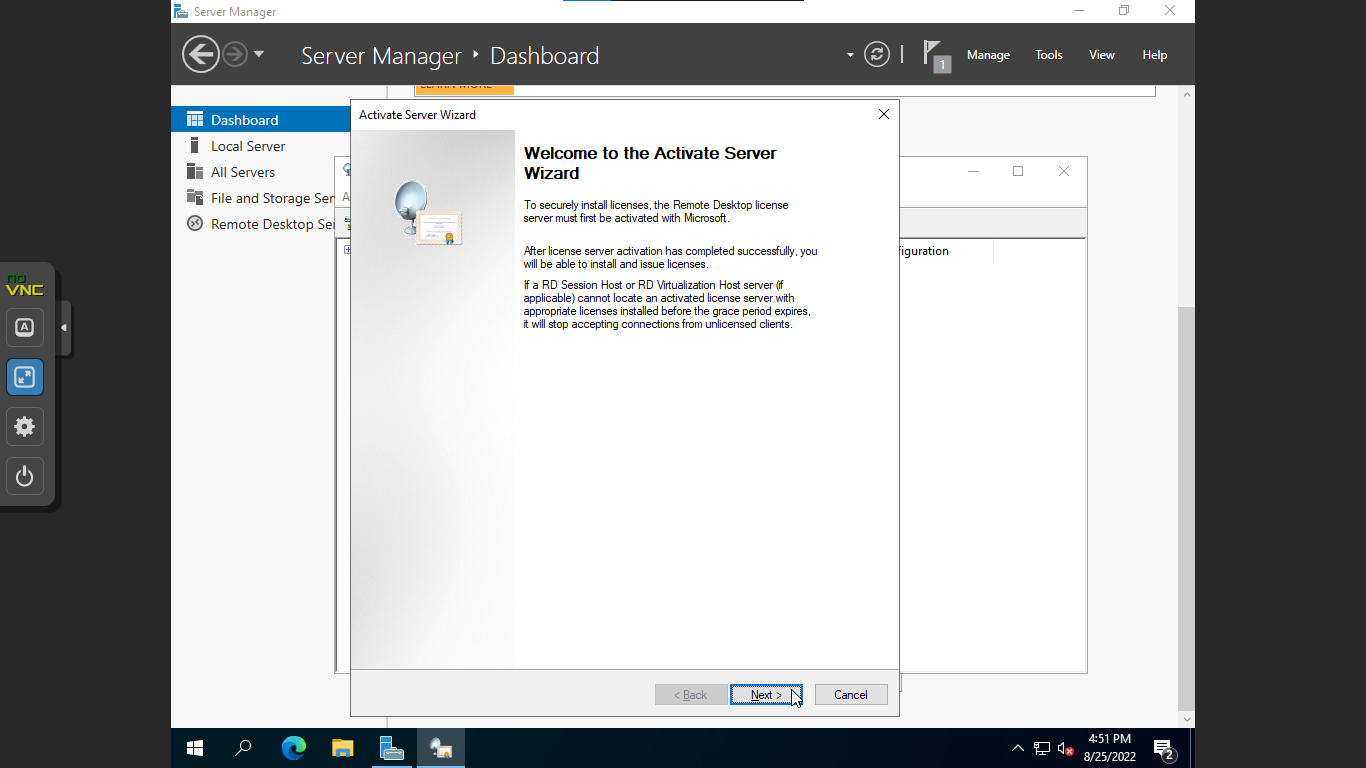 Server Manager
Server Manager ‣ Dashboard
1
Manage
Tools
View
Help
LEARN MORE
Dashboard
Local Server
All Servers
File and Storage Ser
Remote Desktop Se
Activate Server Wizard
Welcome to the Activate Server
Wizard
To securely install licenses, the Remote Desktop license
server must first be activated with Microsoft.
After license server activation has completed successfully, you
will be able to install and issue licenses.
If a RD Session Host or RD Virtualization Host server (if
applicable) cannot locate an activated license server with
appropriate licenses installed before the grace period expires,
it will stop accepting connections from unlicensed clients.
A
figuration
no
VNC
A
< Back
Next >
Cancel
4:51 PM
8/25/2022
2